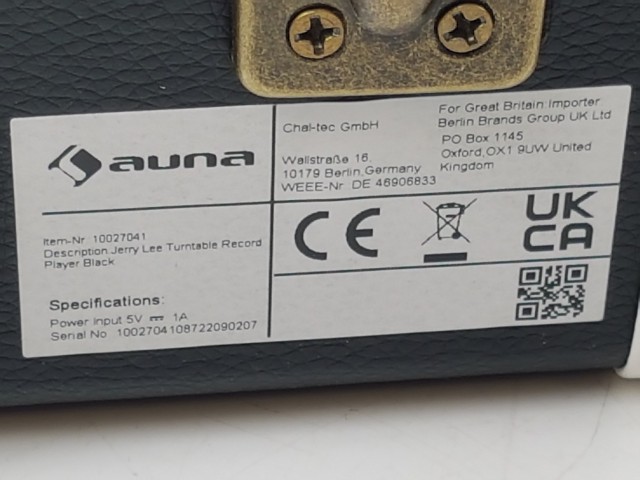 auna
Item-Nr: 10027041
Description:Jerry Lee Turntable Record
Player Black
Specifications:
Power Input 5V ⎓ 1A
Serial No 1002704108722090207
Chal-tec GmbH
Wallstraße 16,
10179 Berlin,Germany
WEEE-Nr: DE 46906833
For Great Britain:Importer
Berlin Brands Group UK Ltd
PO Box 1145
Oxford,OX1 9UW United
Kingdom
CE
UK
CA